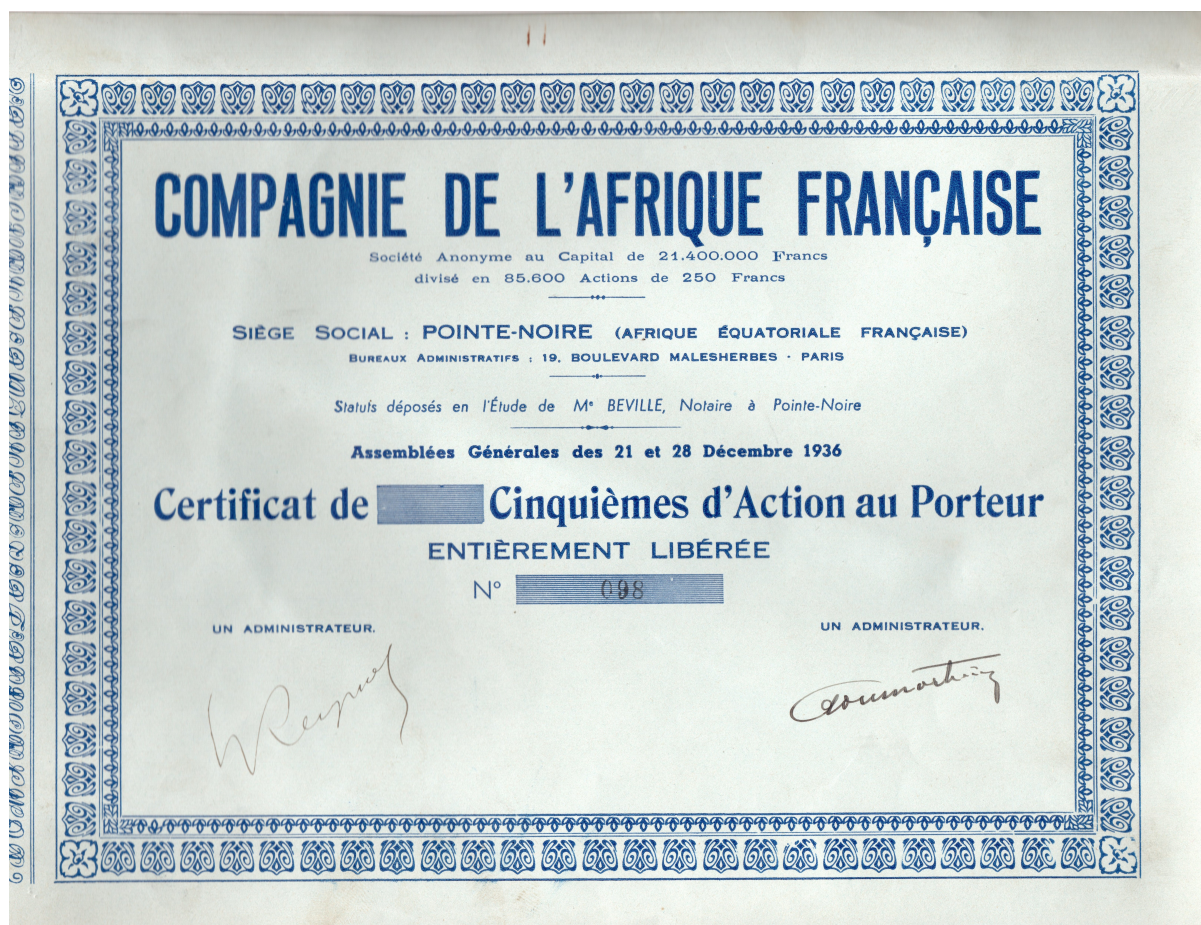 COMPAGNIE DE L'AFRIQUE FRANÇAISE
Société Anonyme au Capital de 21.400.000 Francs
divisé en 85.600 Actions de 250 Francs
SIÈGE SOCIAL : POINTE-NOIRE (AFRIQUE ÉQUATORIALE FRANÇAISE)
BUREAUX ADMINISTRATIFS : 19, BOULEVARD MALESHERBES - PARIS
Statuts déposés en l'Étude de Me BEVILLE, Notaire à Pointe-Noire
Assemblées Générales des 21 et 28 Décembre 1936
Certificat de Cinquièmes d'Action au Porteur
ENTIÈREMENT LIBÉRÉE
N° 098
UN ADMINISTRATEUR. UN ADMINISTRATEUR.